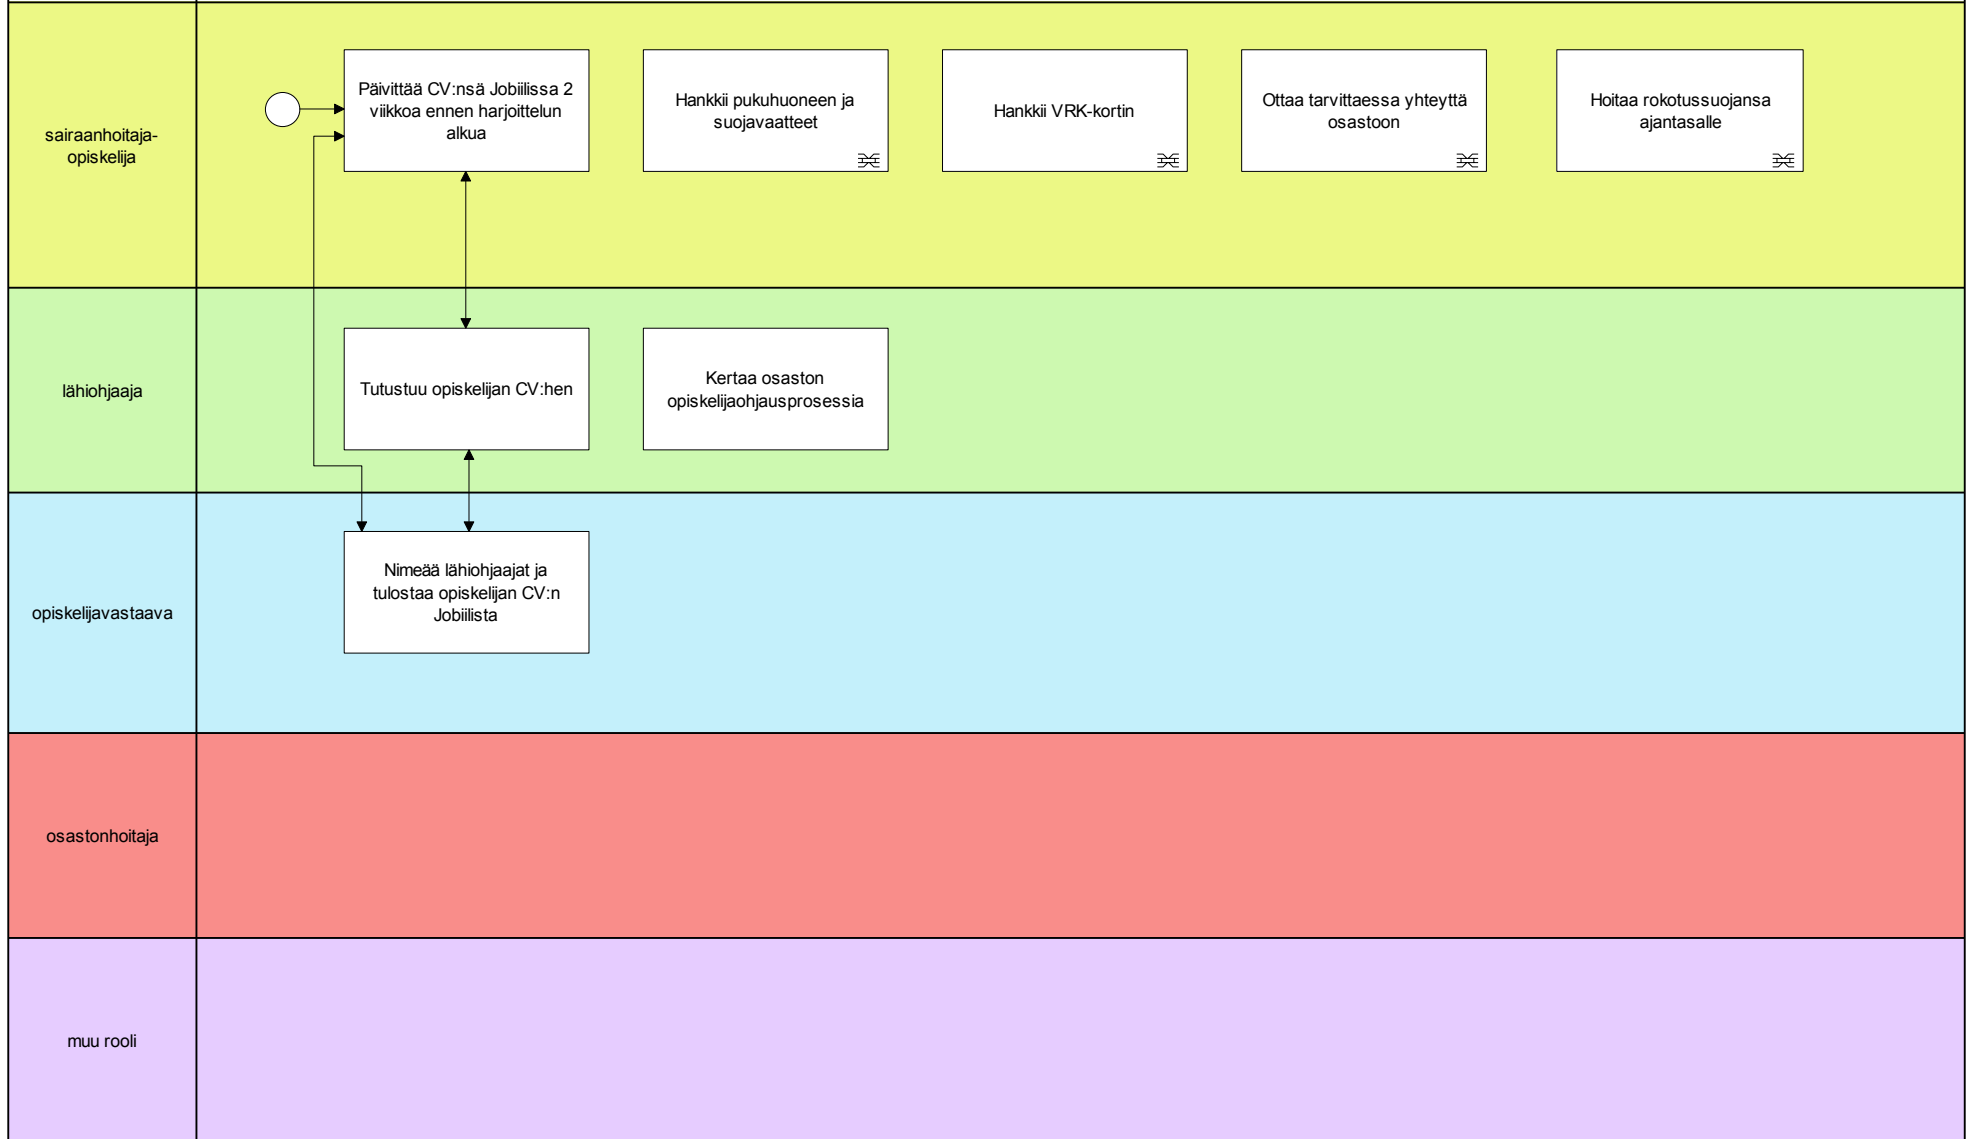 sairaanhoitaja-
opiskelija
Päivittää CV:nsä Jobiilissa 2
viikkoa ennen harjoittelun
alkua
Hankkii pukuhuoneen ja
suojavaatteet
Hankkii VRK-kortin
Ottaa tarvittaessa yhteyttä
osastoon
Hoitaa rokotussuojansa
ajantasalle
lähiohjaaja
Tutustuu opiskelijan CV:hen
Kertaa osaston
opiskelijaohjausprosessia
opiskelijavastaava
Nimeää lähiohjaajat ja
tulostaa opiskelijan CV:n
Jobiilista
osastonhoitaja
muu rooli